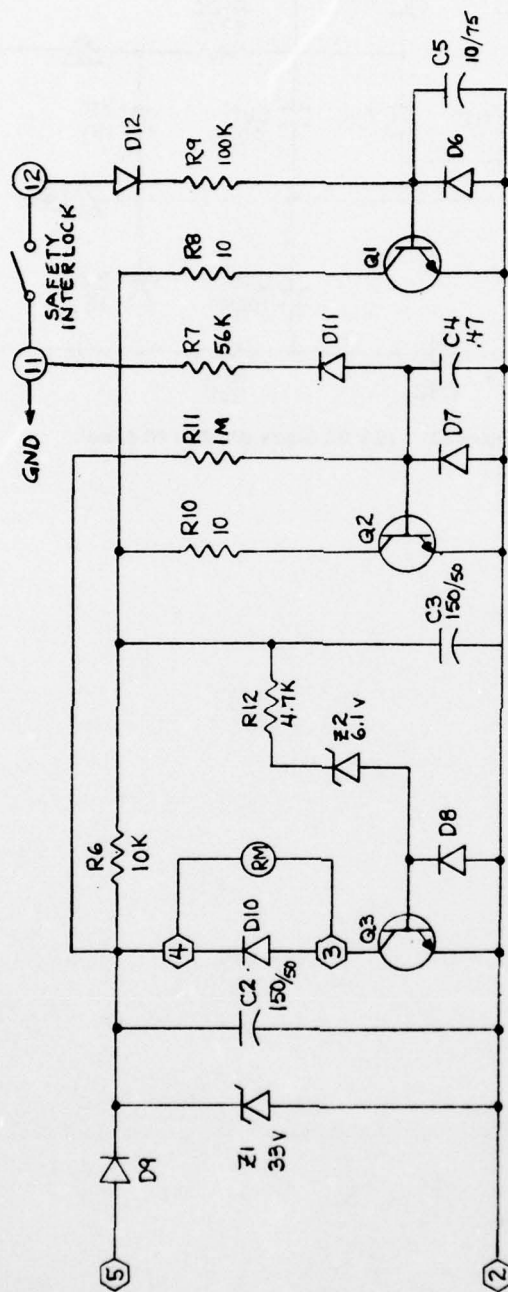 5
D9
Z1
33V
C2
150/50
4
D10
3
RM
R6
10K
Q3
D8
Z2
6.1V
R12
4.7K
C3
150/50
R10
10
Q2
R11
1M
D7
C4
.47
D11
R7
56K
GND
11
SAFETY
INTERLOCK
12
R8
10
Q1
D12
R9
100K
D6
C5
10/75
2